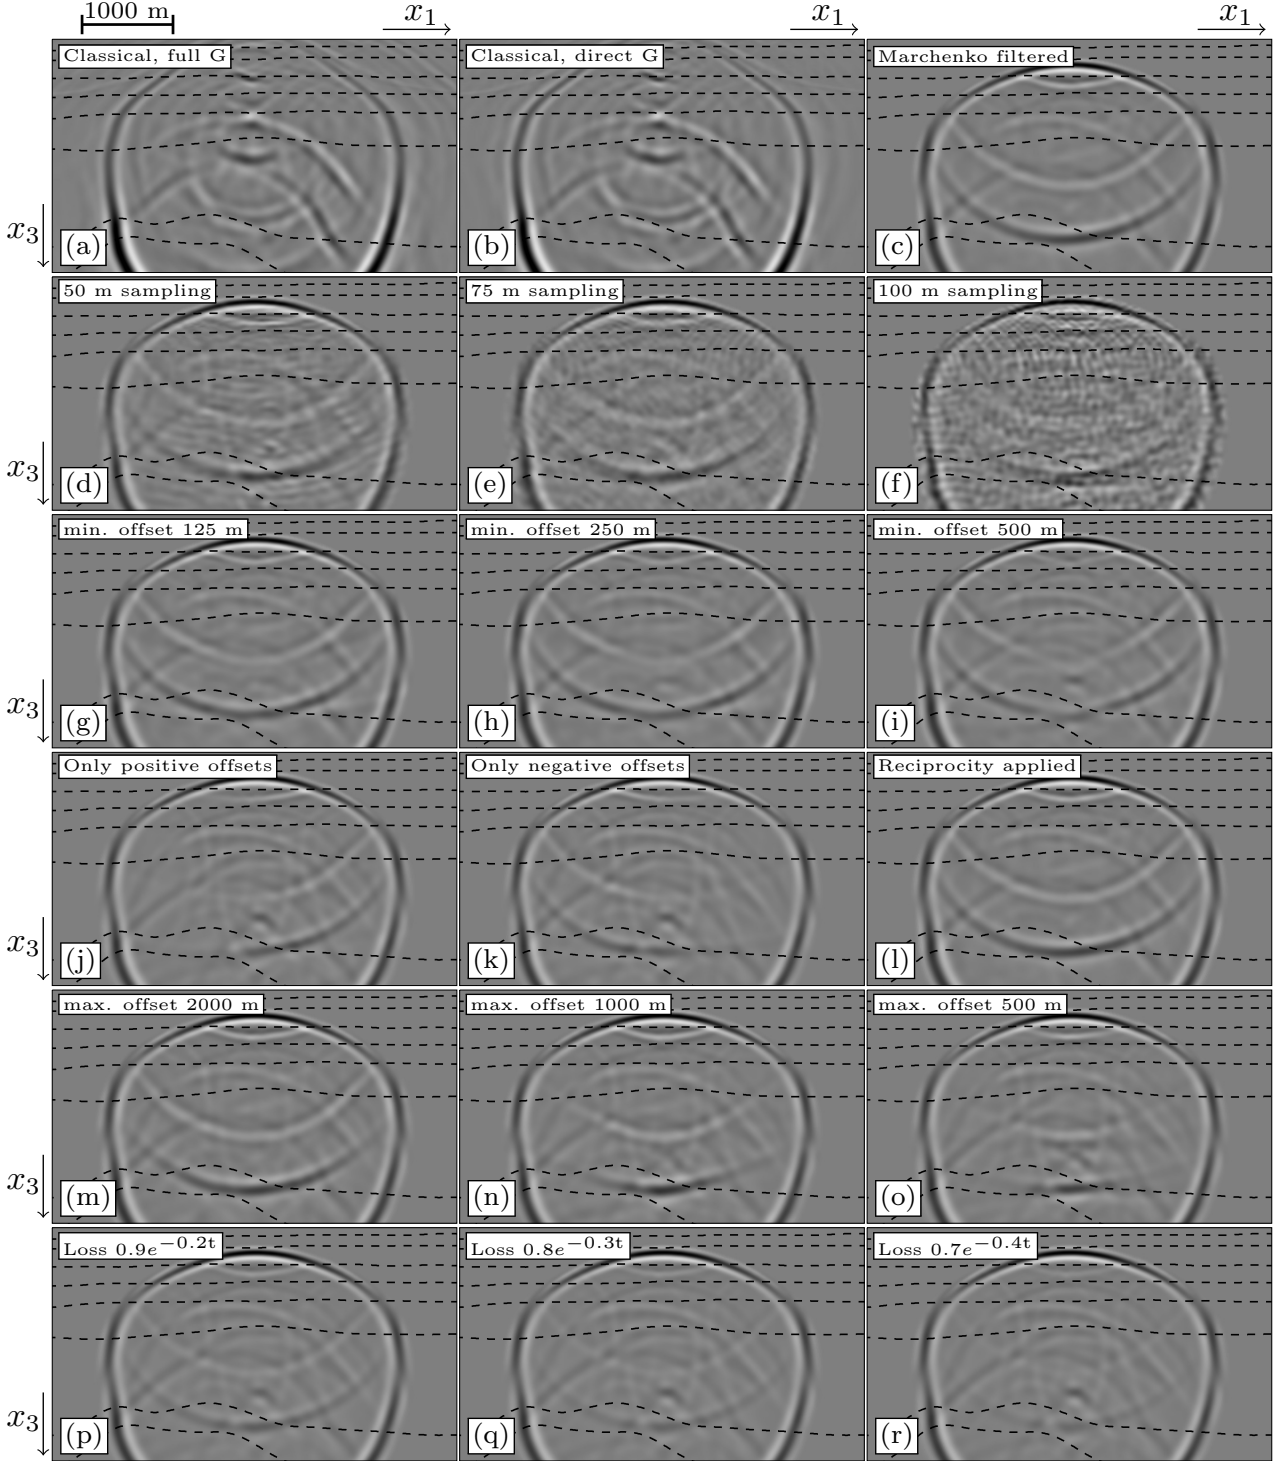 1000 m
x₁ x₁ x₁
Classical, full G
Classical, direct G
Marchenko filtered
x₃
(a)
(b)
(c)
50 m sampling
75 m sampling
100 m sampling
x₃
(d)
(e)
(f)
min. offset 125 m
min. offset 250 m
min. offset 500 m
x₃
(g)
(h)
(i)
Only positive offsets
Only negative offsets
Reciprocity applied
x₃
(j)
(k)
(l)
max. offset 2000 m
max. offset 1000 m
max. offset 500 m
x₃
(m)
(n)
(o)
Loss 0.9e^−0.2t
Loss 0.8e^−0.3t
Loss 0.7e^−0.4t
x₃
(p)
(q)
(r)